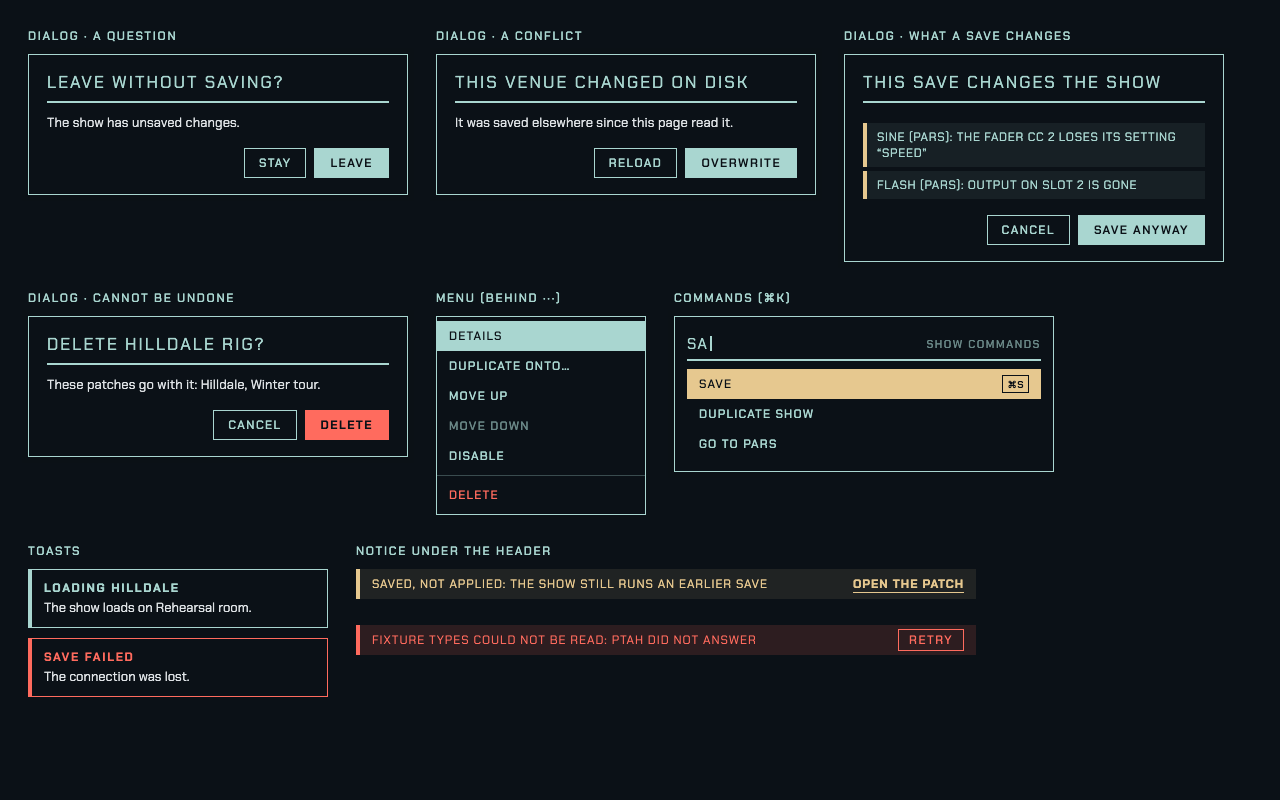 DIALOG · A QUESTION
LEAVE WITHOUT SAVING?
The show has unsaved changes.
STAY
LEAVE
DIALOG · A CONFLICT
THIS VENUE CHANGED ON DISK
It was saved elsewhere since this page read it.
RELOAD
OVERWRITE
DIALOG · WHAT A SAVE CHANGES
THIS SAVE CHANGES THE SHOW
SINE (PARS): THE FADER CC 2 LOSES ITS SETTING
“SPEED”
FLASH (PARS): OUTPUT ON SLOT 2 IS GONE
CANCEL
SAVE ANYWAY
DIALOG · CANNOT BE UNDONE
DELETE HILLDALE RIG?
These patches go with it: Hilldale, Winter tour.
CANCEL
DELETE
MENU (BEHIND ···)
DETAILS
DUPLICATE ONTO…
MOVE UP
MOVE DOWN
DISABLE
DELETE
COMMANDS (⌘K)
SA
SHOW COMMANDS
SAVE
⌘S
DUPLICATE SHOW
GO TO PARS
TOASTS
LOADING HILLDALE
The show loads on Rehearsal room.
SAVE FAILED
The connection was lost.
NOTICE UNDER THE HEADER
SAVED, NOT APPLIED: THE SHOW STILL RUNS AN EARLIER SAVE
OPEN THE PATCH
FIXTURE TYPES COULD NOT BE READ: PTAH DID NOT ANSWER
RETRY